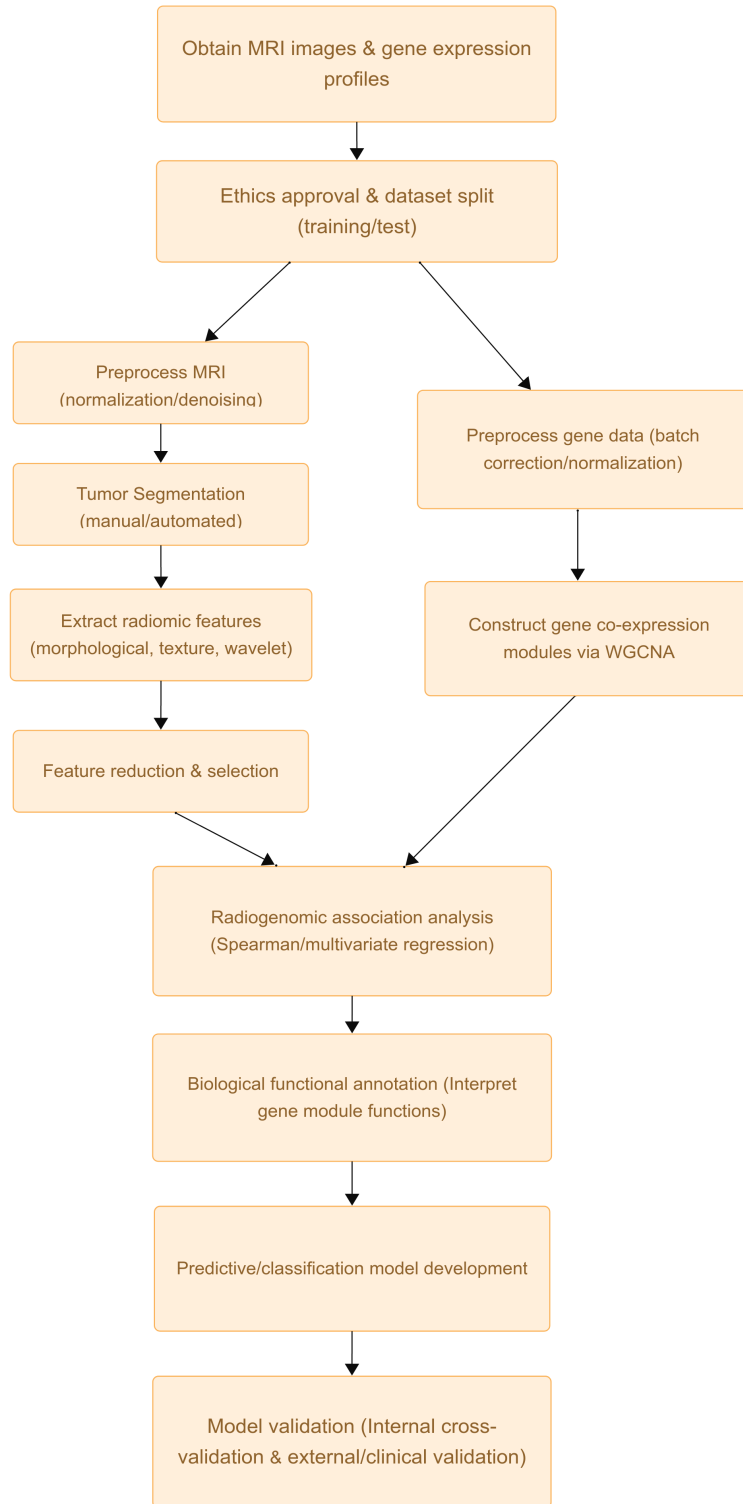 Obtain MRI images & gene expression
profiles
Ethics approval & dataset split
(training/test)
Preprocess MRI
(normalization/denoising)
Tumor Segmentation
(manual/automated)
Extract radiomic features
(morphological, texture, wavelet)
Feature reduction & selection
Preprocess gene data (batch
correction/normalization)
Construct gene co-expression
modules via WGCNA
Radiogenomic association analysis
(Spearman/multivariate regression)
Biological functional annotation (Interpret
gene module functions)
Predictive/classification model development
Model validation (Internal cross-
validation & external/clinical validation)